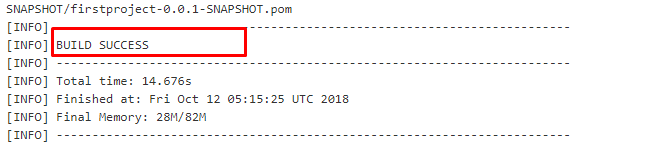 SNAPSHOT/firstproject-0.0.1-SNAPSHOT.pom
[INFO] ------------------------------------------------------------------------
[INFO] BUILD SUCCESS
[INFO] ------------------------------------------------------------------------
[INFO] Total time: 14.676s
[INFO] Finished at: Fri Oct 12 05:15:25 UTC 2018
[INFO] Final Memory: 28M/82M
[INFO] ------------------------------------------------------------------------